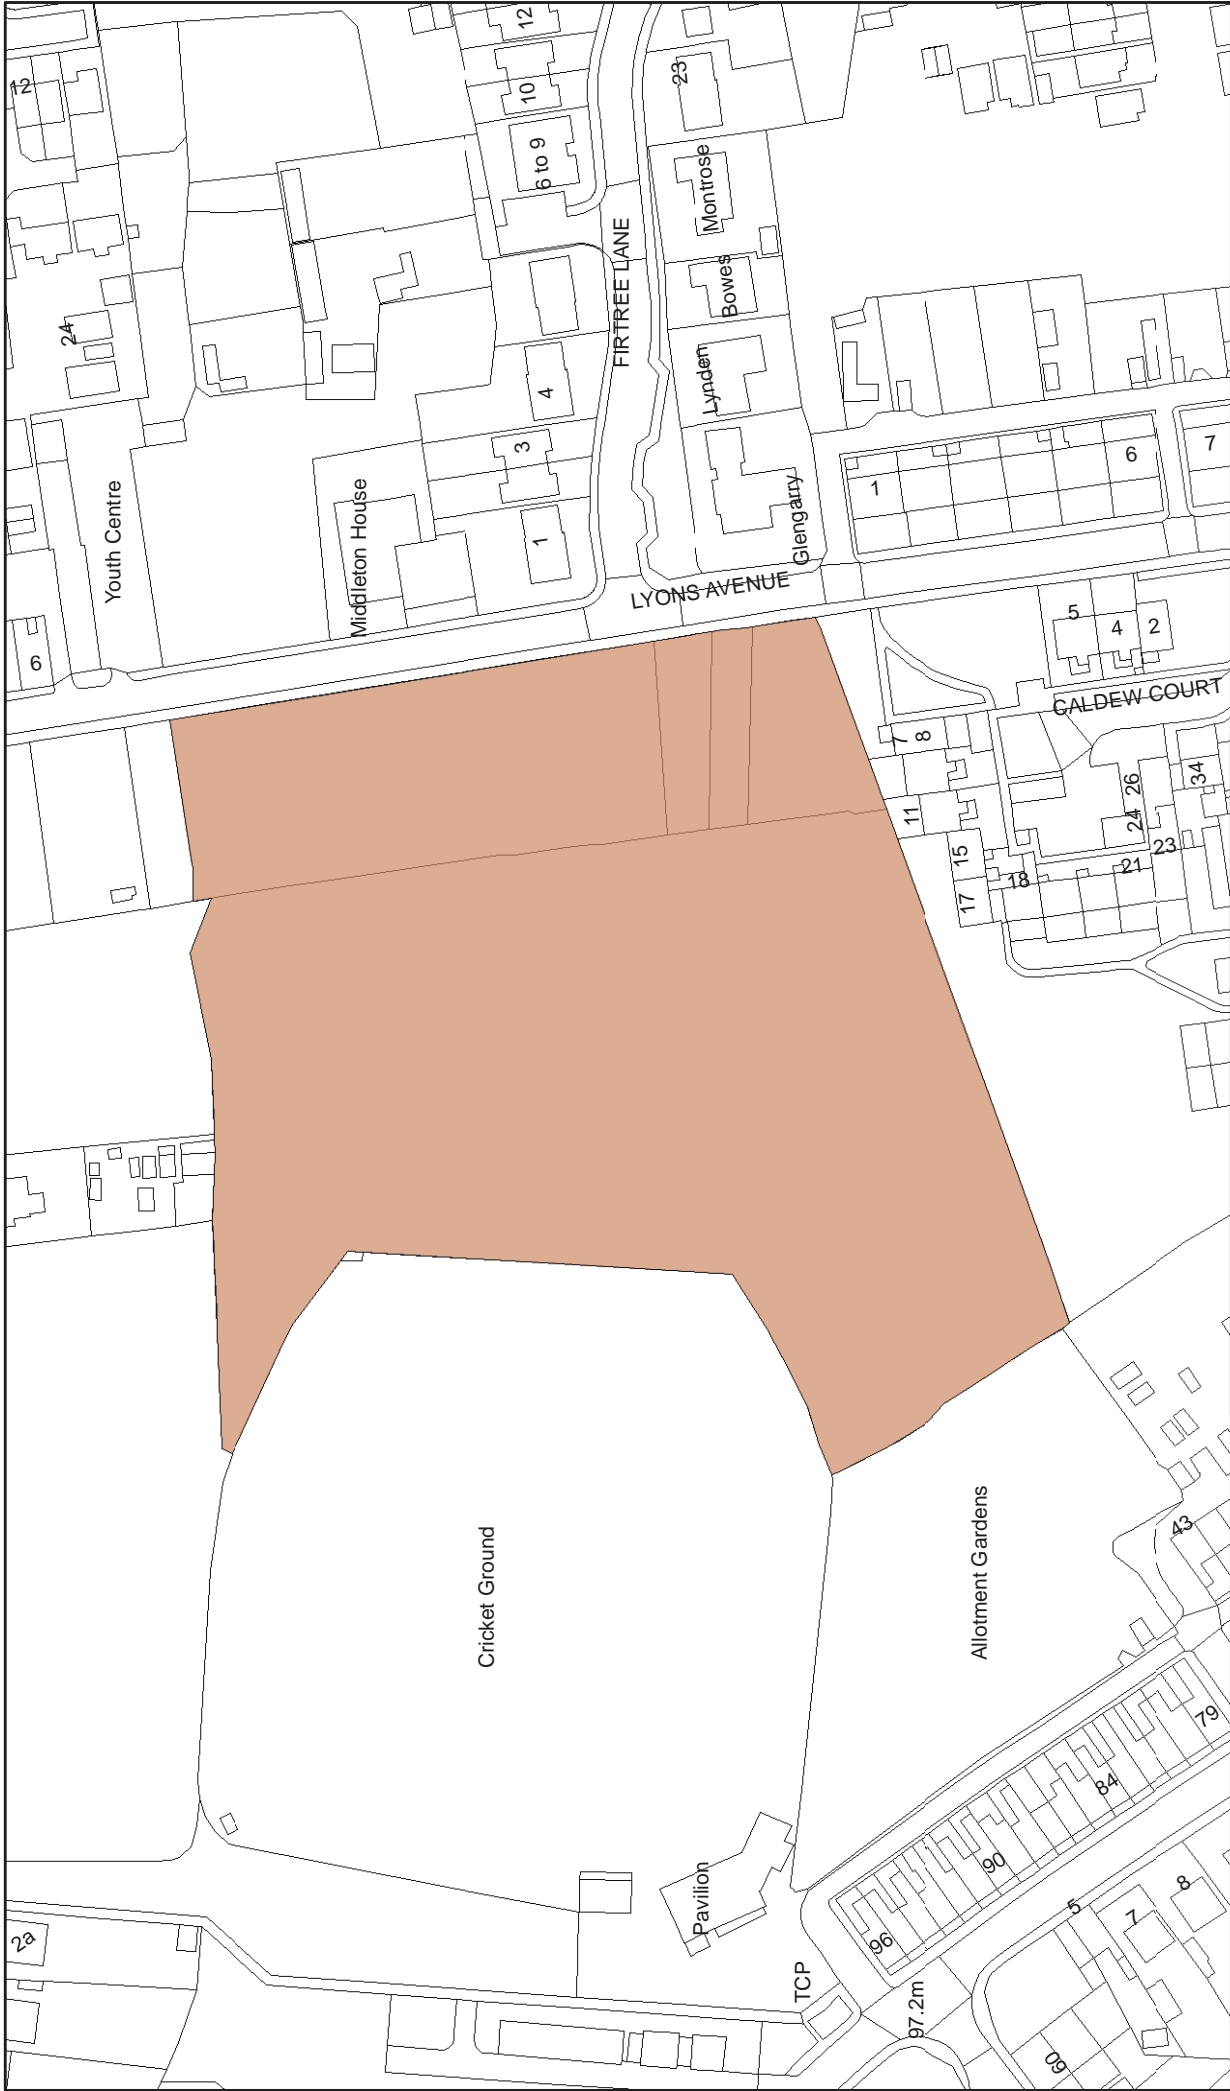 12
12
10
23
6 to 9
Montrose
FIRTREE LANE
Bowes
24
Lynden
4
3
6
7
1
Youth Centre
Middleton House
1
Glengarry
LYONS AVENUE
5
4
2
6
CALDEW COURT
7
8
34
26
24
11
23
15
21
18
17
43
Cricket Ground
Allotment Gardens
79
84
90
Pavilion
96
5
8
7
2a
TCP
97.2m
60